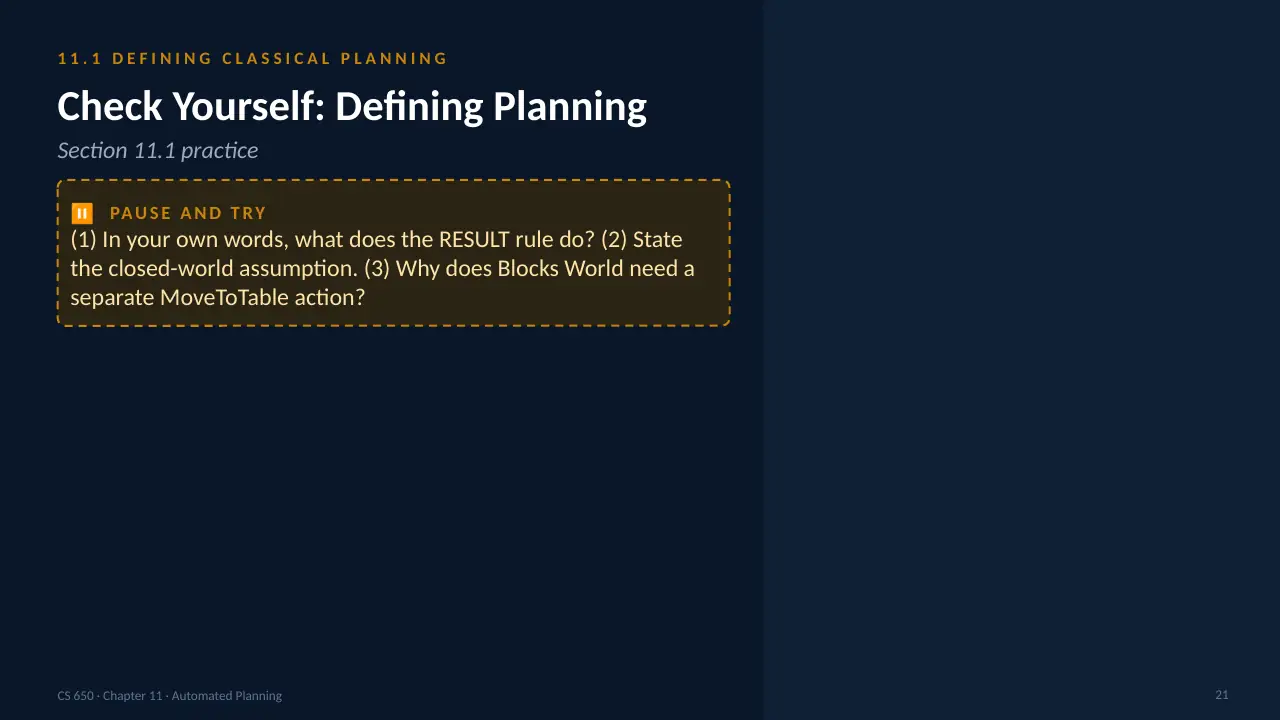 11.1 DEFINING CLASSICAL PLANNING
Check Yourself: Defining Planning
Section 11.1 practice
⏸ PAUSE AND TRY
(1) In your own words, what does the RESULT rule do? (2) State
the closed-world assumption. (3) Why does Blocks World need a
separate MoveToTable action?
CS 650 · Chapter 11 · Automated Planning
21